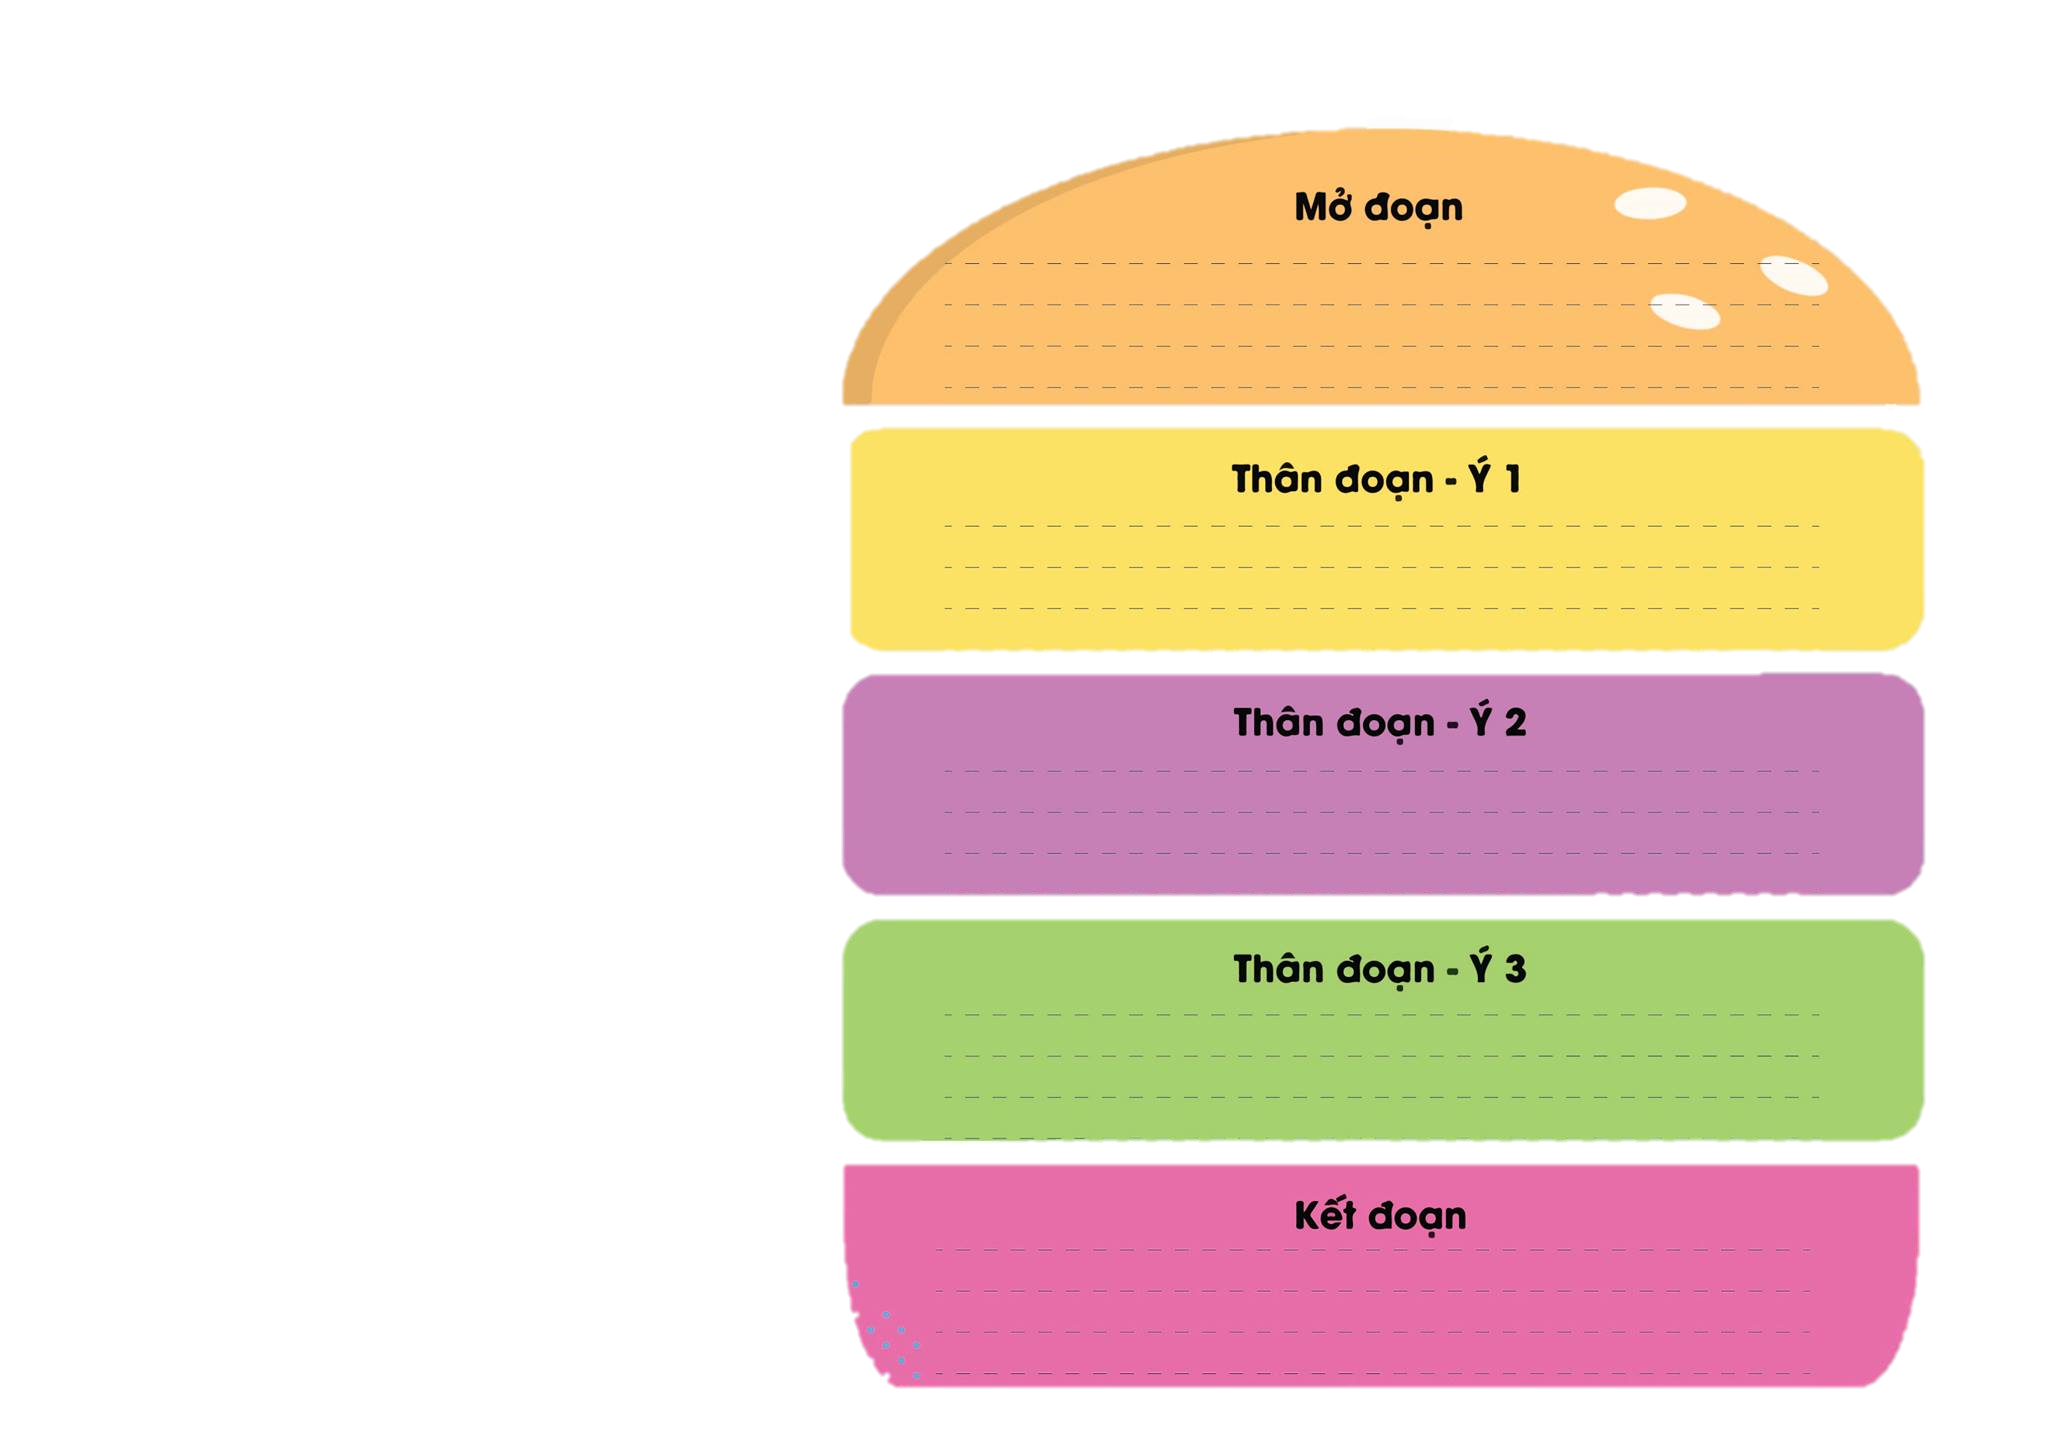 Mở đoạn
Thân đoạn - Ý 1
Thân đoạn - Ý 2
Thân đoạn - Ý 3
Kết đoạn